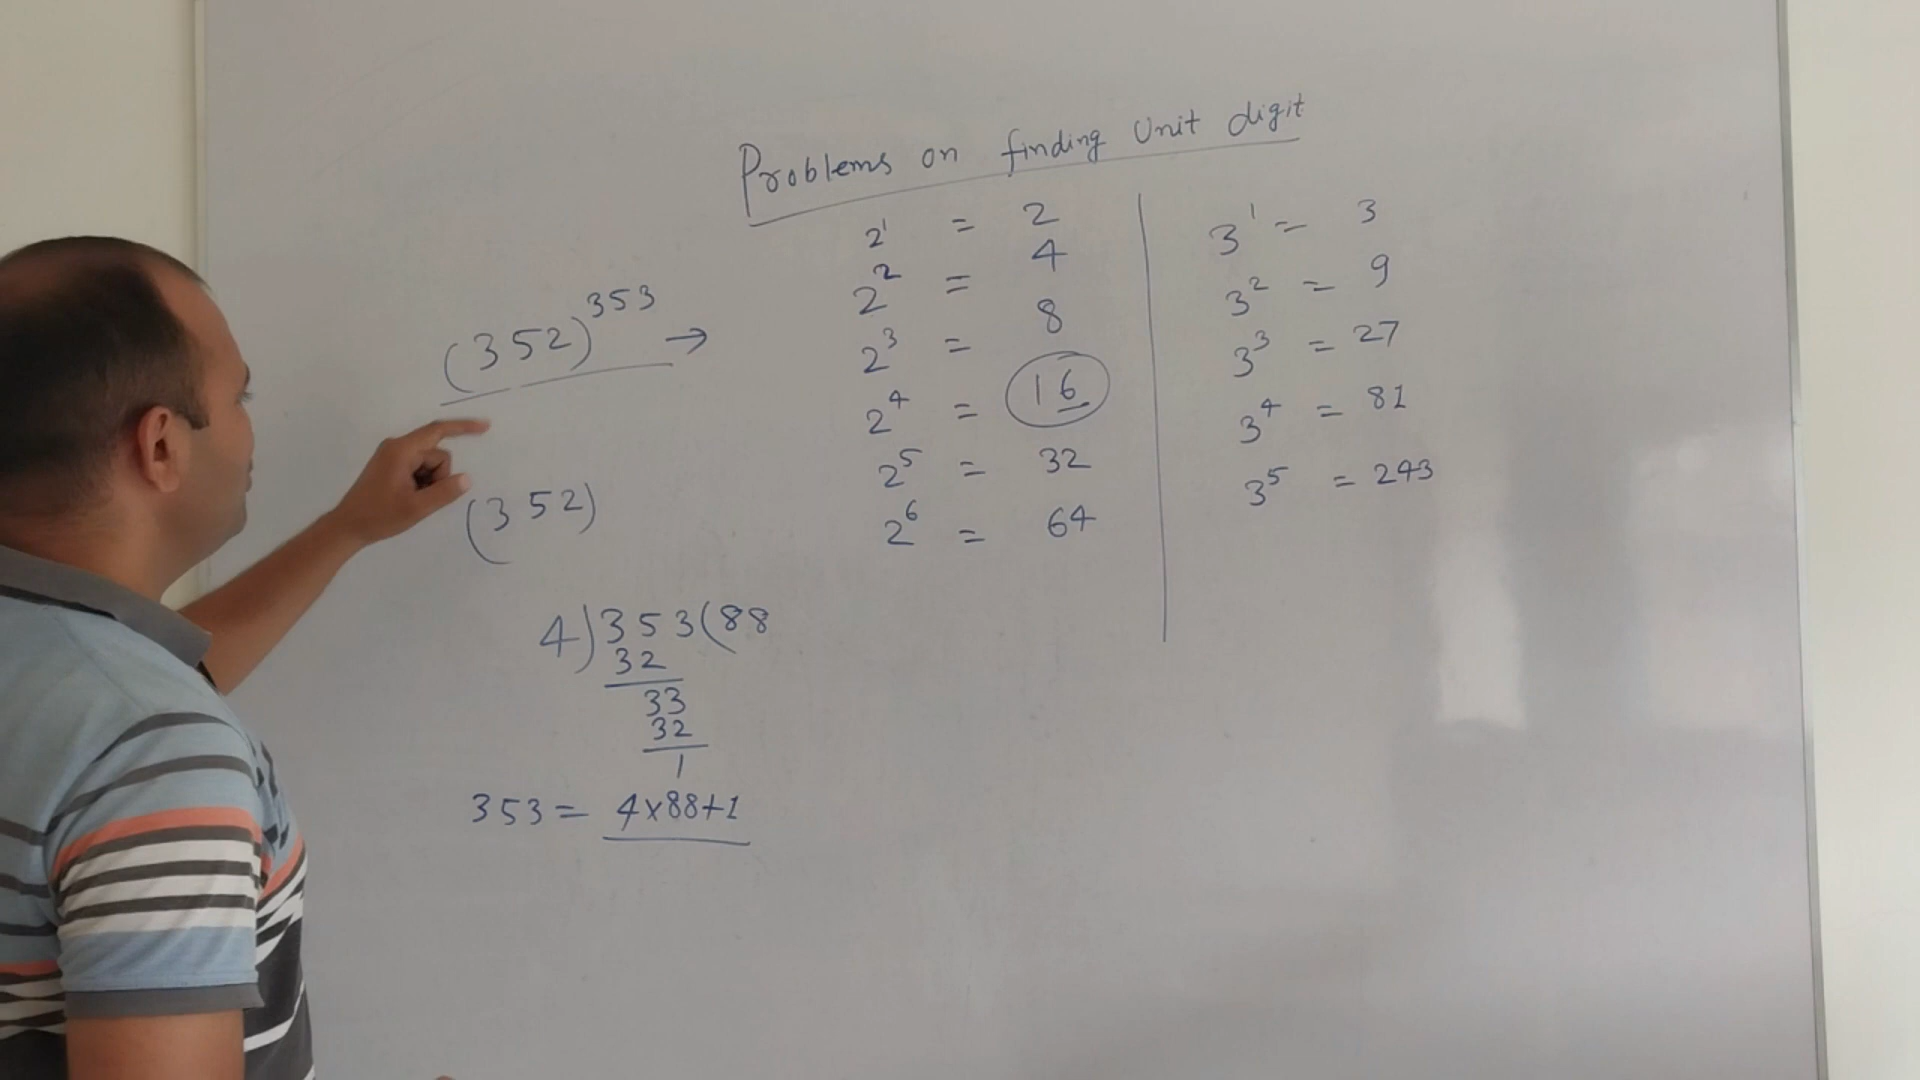 Problems on finding Unit digit
(352)^353 →
(352)
4)353(88
32
33
32
1
353 = 4x88+1
2^1 = 2
2^2 = 4
2^3 = 8
2^4 = 16
2^5 = 32
2^6 = 64
3^1 = 3
3^2 = 9
3^3 = 27
3^4 = 81
3^5 = 243